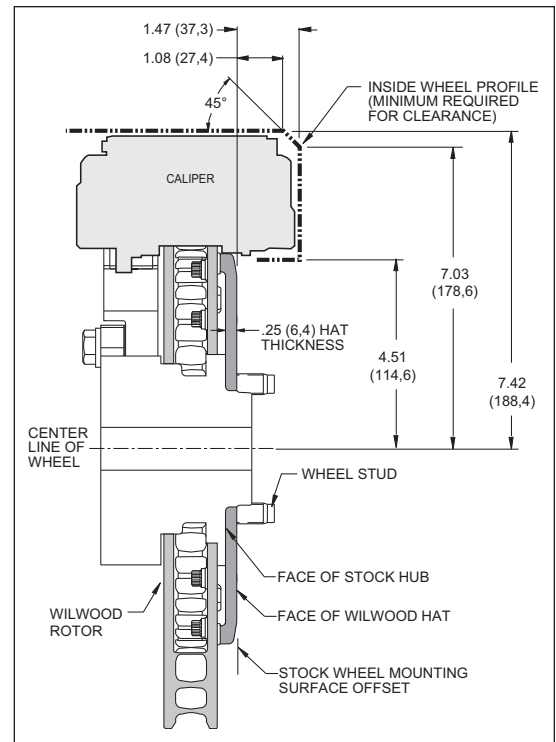 1.47 (37,3)
1.08 (27,4)
45°
INSIDE WHEEL PROFILE
(MINIMUM REQUIRED
FOR CLEARANCE)
CALIPER
7.03
(178,6)
.25 (6,4) HAT
THICKNESS
4.51
(114,6)
7.42
(188,4)
CENTER
LINE OF
WHEEL
WHEEL STUD
FACE OF STOCK HUB
WILWOOD
ROTOR
FACE OF WILWOOD HAT
STOCK WHEEL MOUNTING
SURFACE OFFSET